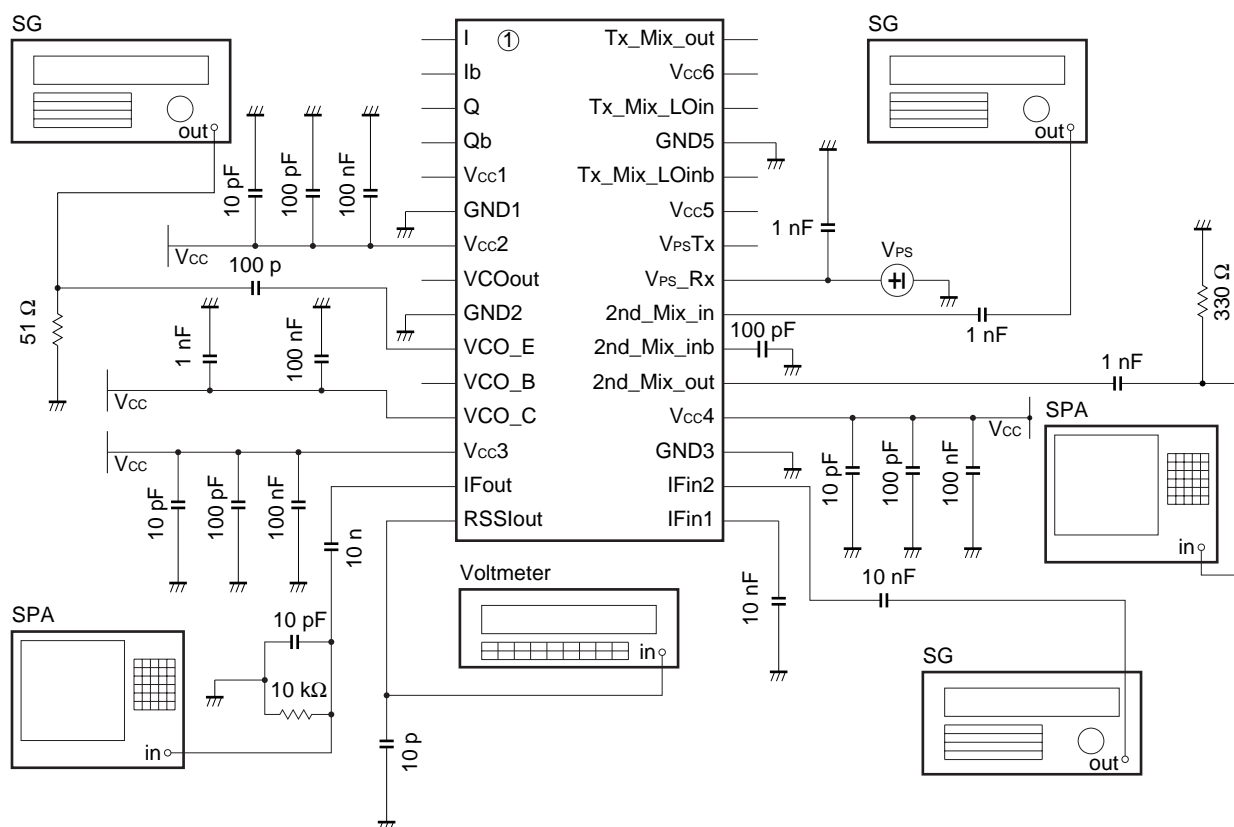 SG
out
10 pF
100 pF
100 nF
VCC
100 p
51 Ω
1 nF
100 nF
VCC
VCC
10 pF
100 pF
100 nF
10 n
SPA
in
10 pF
10 kΩ
10 p
Voltmeter
in
I
①
Ib
Q
Qb
VCC1
GND1
VCC2
VCOout
GND2
VCO_E
VCO_B
VCO_C
VCC3
IFout
RSSIout
Tx_Mix_out
VCC6
Tx_Mix_LOin
GND5
Tx_Mix_LOinb
VCC5
VPSTx
VPS_Rx
2nd_Mix_in
2nd_Mix_inb
2nd_Mix_out
VCC4
GND3
IFin2
IFin1
SG
out
1 nF
VPS
1 nF
100 pF
330 Ω
1 nF
VCC
SPA
in
10 pF
100 pF
100 nF
10 nF
10 nF
SG
out